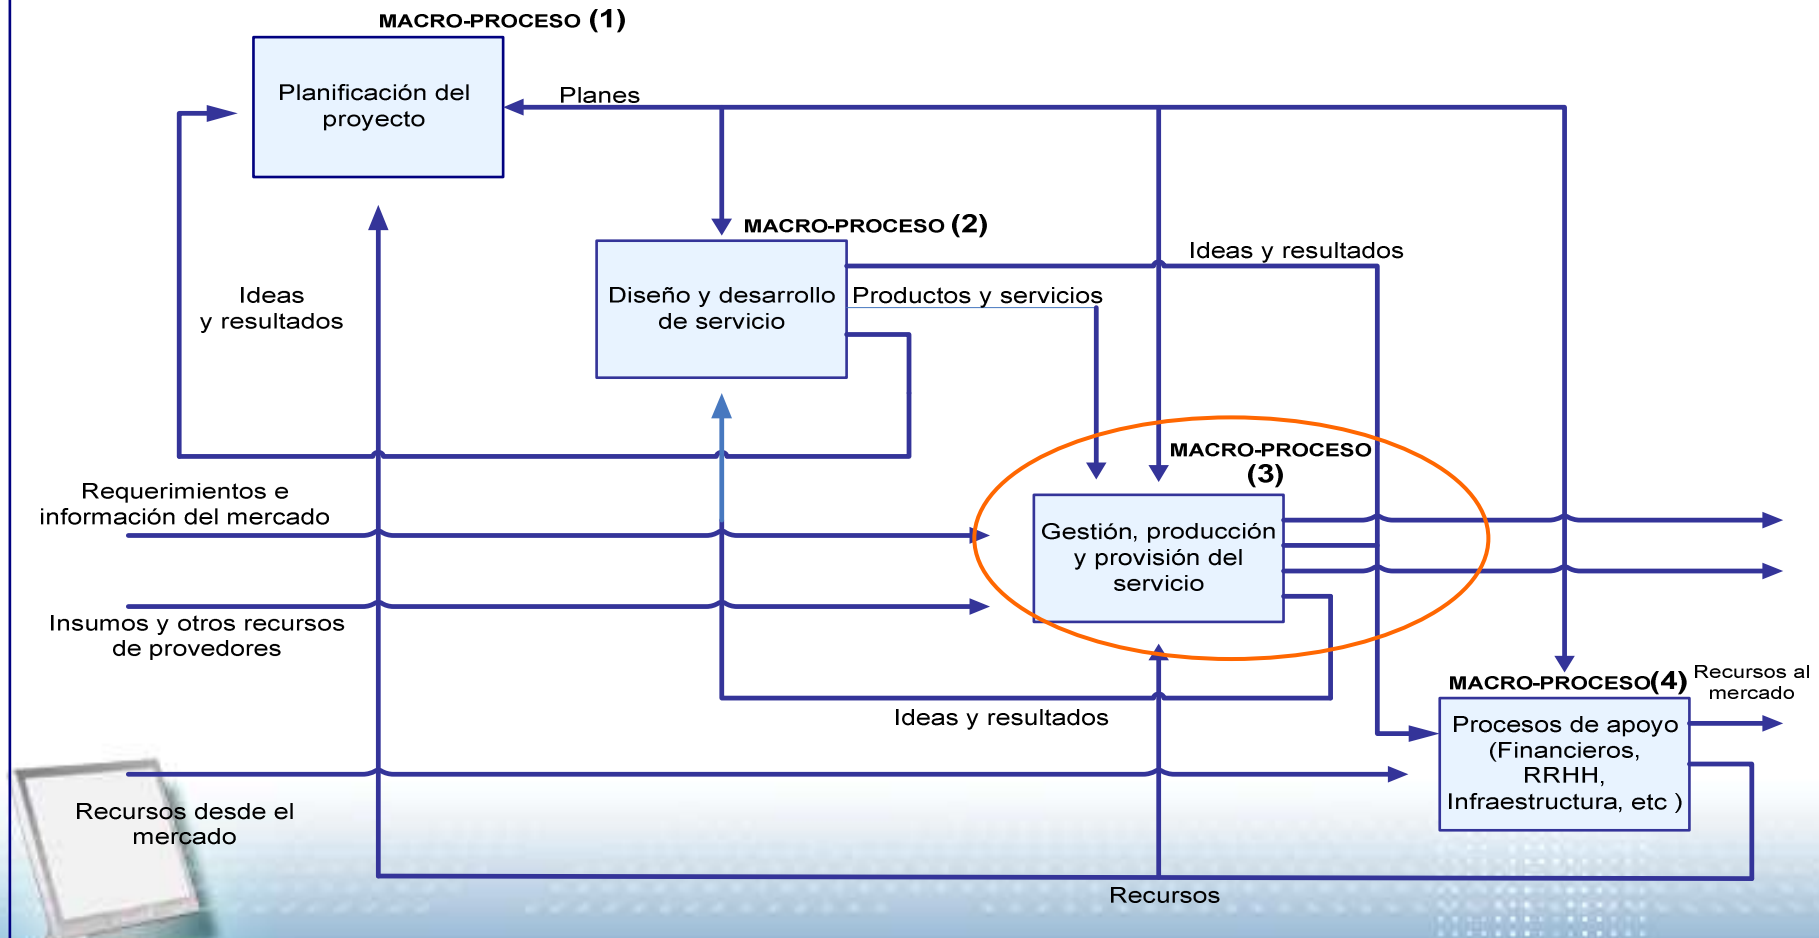 MACRO-PROCESO (1)
Planificación del
proyecto
Planes
MACRO-PROCESO (2)
Ideas y resultados
Ideas
y resultados
Diseño y desarrollo
de servicio
Productos y servicios
MACRO-PROCESO
(3)
Requerimientos e
información del mercado
Gestión, producción
y provisión del
servicio
Insumos y otros recursos
de provedores
Ideas y resultados
MACRO-PROCESO(4)
Recursos al
mercado
Procesos de apoyo
(Financieros,
RRHH,
Infraestructura, etc )
Recursos desde el
mercado
Recursos